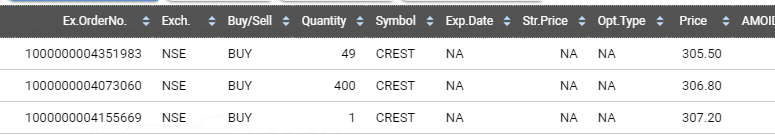 Ex.OrderNo. Exch. Buy/Sell Quantity Symbol Exp.Date Str.Price Opt.Type Price AMOID
1000000004351983 NSE BUY 49 CREST NA NA NA 305.50
1000000004073060 NSE BUY 400 CREST NA NA NA 306.80
1000000004155669 NSE BUY 1 CREST NA NA NA 307.20